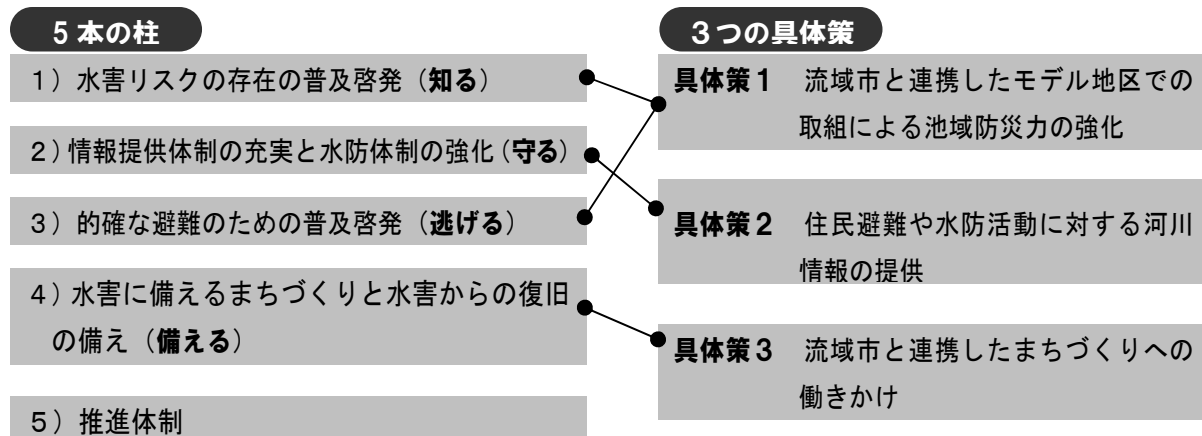 5本の柱
1）水害リスクの存在の普及啓発（知る）
2）情報提供体制の充実と水防体制の強化（守る）
3）的確な避難のための普及啓発（逃げる）
4）水害に備えるまちづくりと水害からの復旧
の備え（備える）
5）推進体制
3つの具体策
具体策1 流域市と連携したモデル地区での
取組による池域防災力の強化
具体策2 住民避難や水防活動に対する河川
情報の提供
具体策3 流域市と連携したまちづくりへの
働きかけ